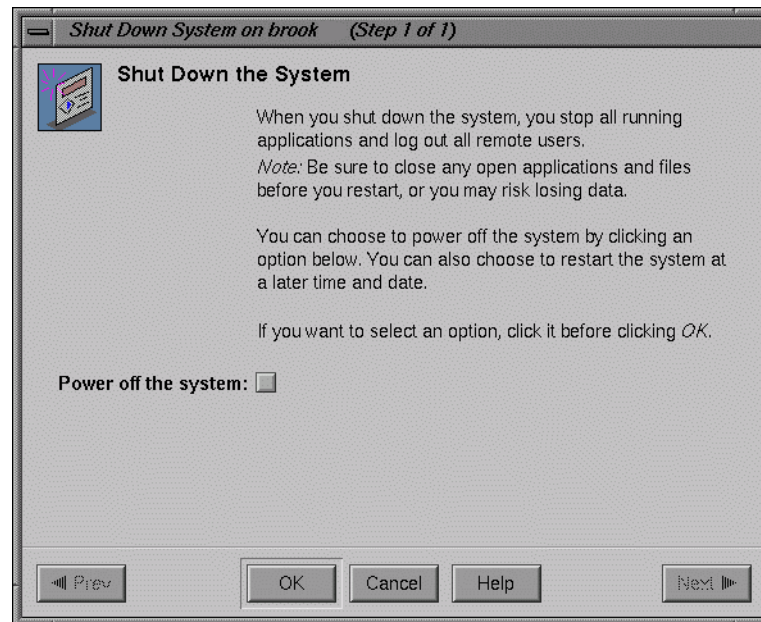 Shut Down System on brook (Step 1 of 1)
Shut Down the System
When you shut down the system, you stop all running
applications and log out all remote users.
Note: Be sure to close any open applications and files
before you restart, or you may risk losing data.
You can choose to power off the system by clicking an
option below. You can also choose to restart the system at
a later time and date.
If you want to select an option, click it before clicking OK.
Power off the system:
Prev OK Cancel Help Next